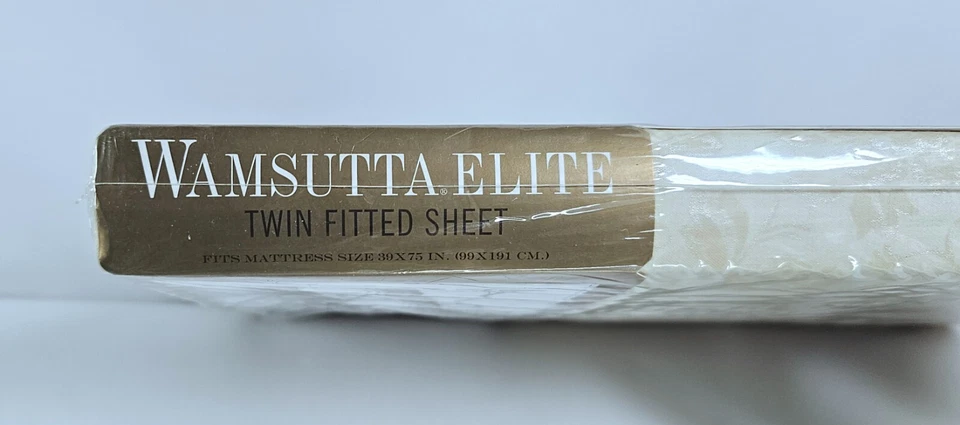 WAMSUTTA® ELITE
TWIN FITTED SHEET
FITS MATTRESS SIZE 39X75 IN. (99X191 CM.)